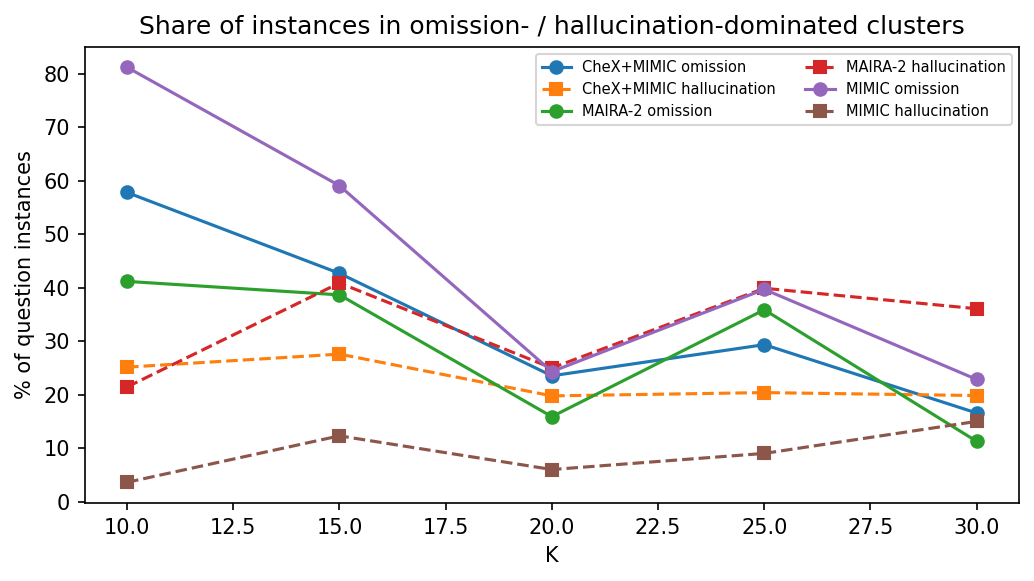 Share of instances in omission- / hallucination-dominated clusters
CheX+MIMIC omission
CheX+MIMIC hallucination
MAIRA-2 omission
MAIRA-2 hallucination
MIMIC omission
MIMIC hallucination
% of question instances
80
70
60
50
40
30
20
10
0
10.0 12.5 15.0 17.5 20.0 22.5 25.0 27.5 30.0
K